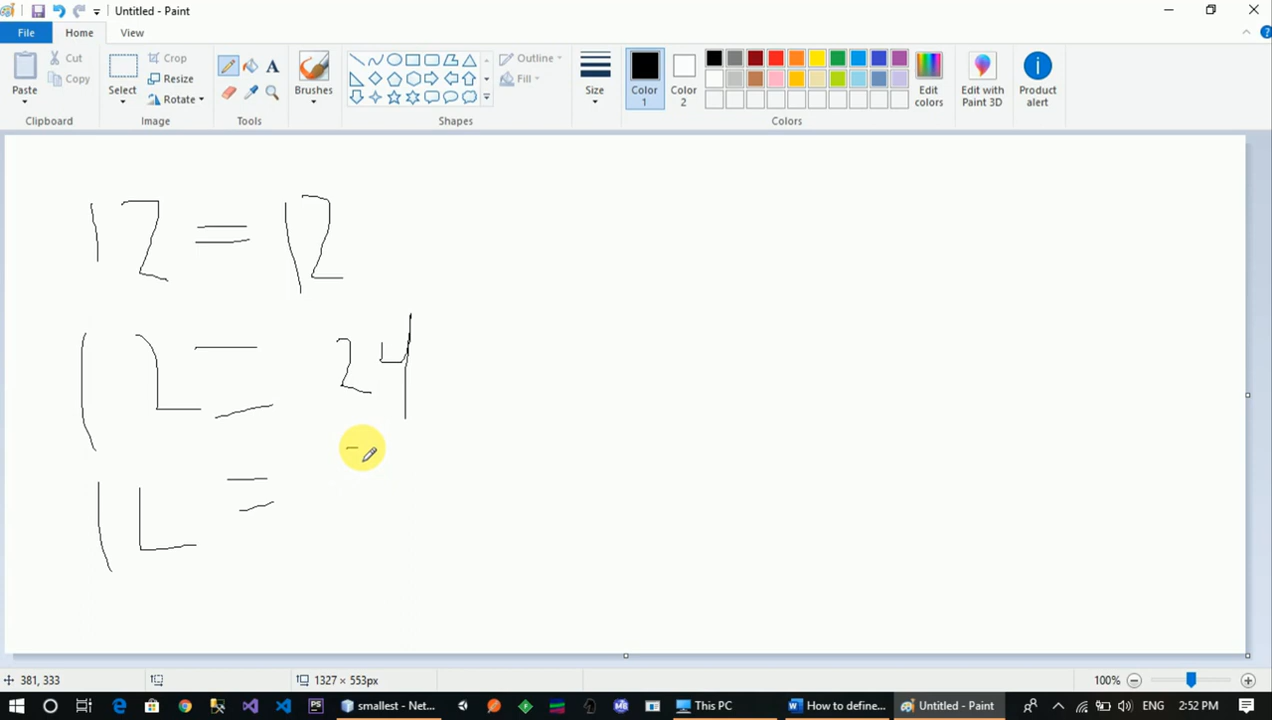 Untitled - Paint
File Home View
Cut
Copy
Paste
Clipboard
Crop
Resize
Rotate
Select
Image
A
Tools
Brushes
Outline
Fill
Shapes
Size
Color 1
Color 2
Edit colors
Colors
Edit with Paint 3D
Product alert
12 = 12
12 = 24
12 =
381, 333
1327 × 553px
100%
smallest - Net...
This PC
How to define...
Untitled - Paint
ENG
2:52 PM